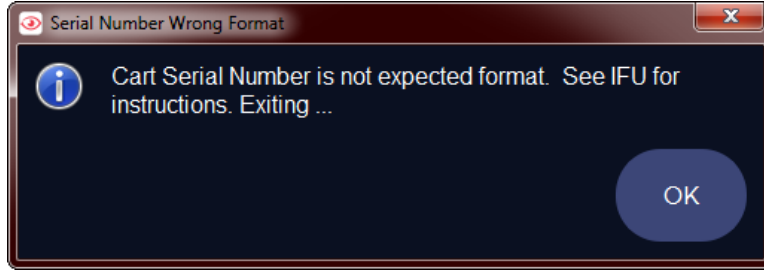 Serial Number Wrong Format
Cart Serial Number is not expected format.  See IFU for
instructions. Exiting ...
OK